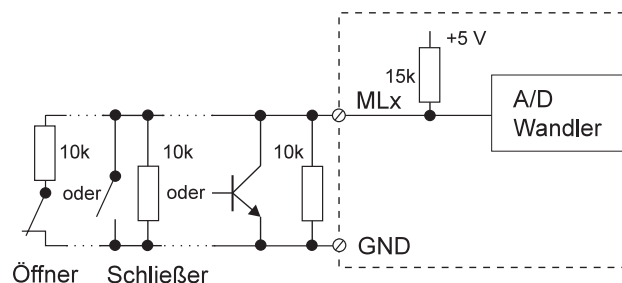 +5 V
15k
MLx
A/D
Wandler
10k
10k
10k
oder
oder
GND
Öffner
Schließer